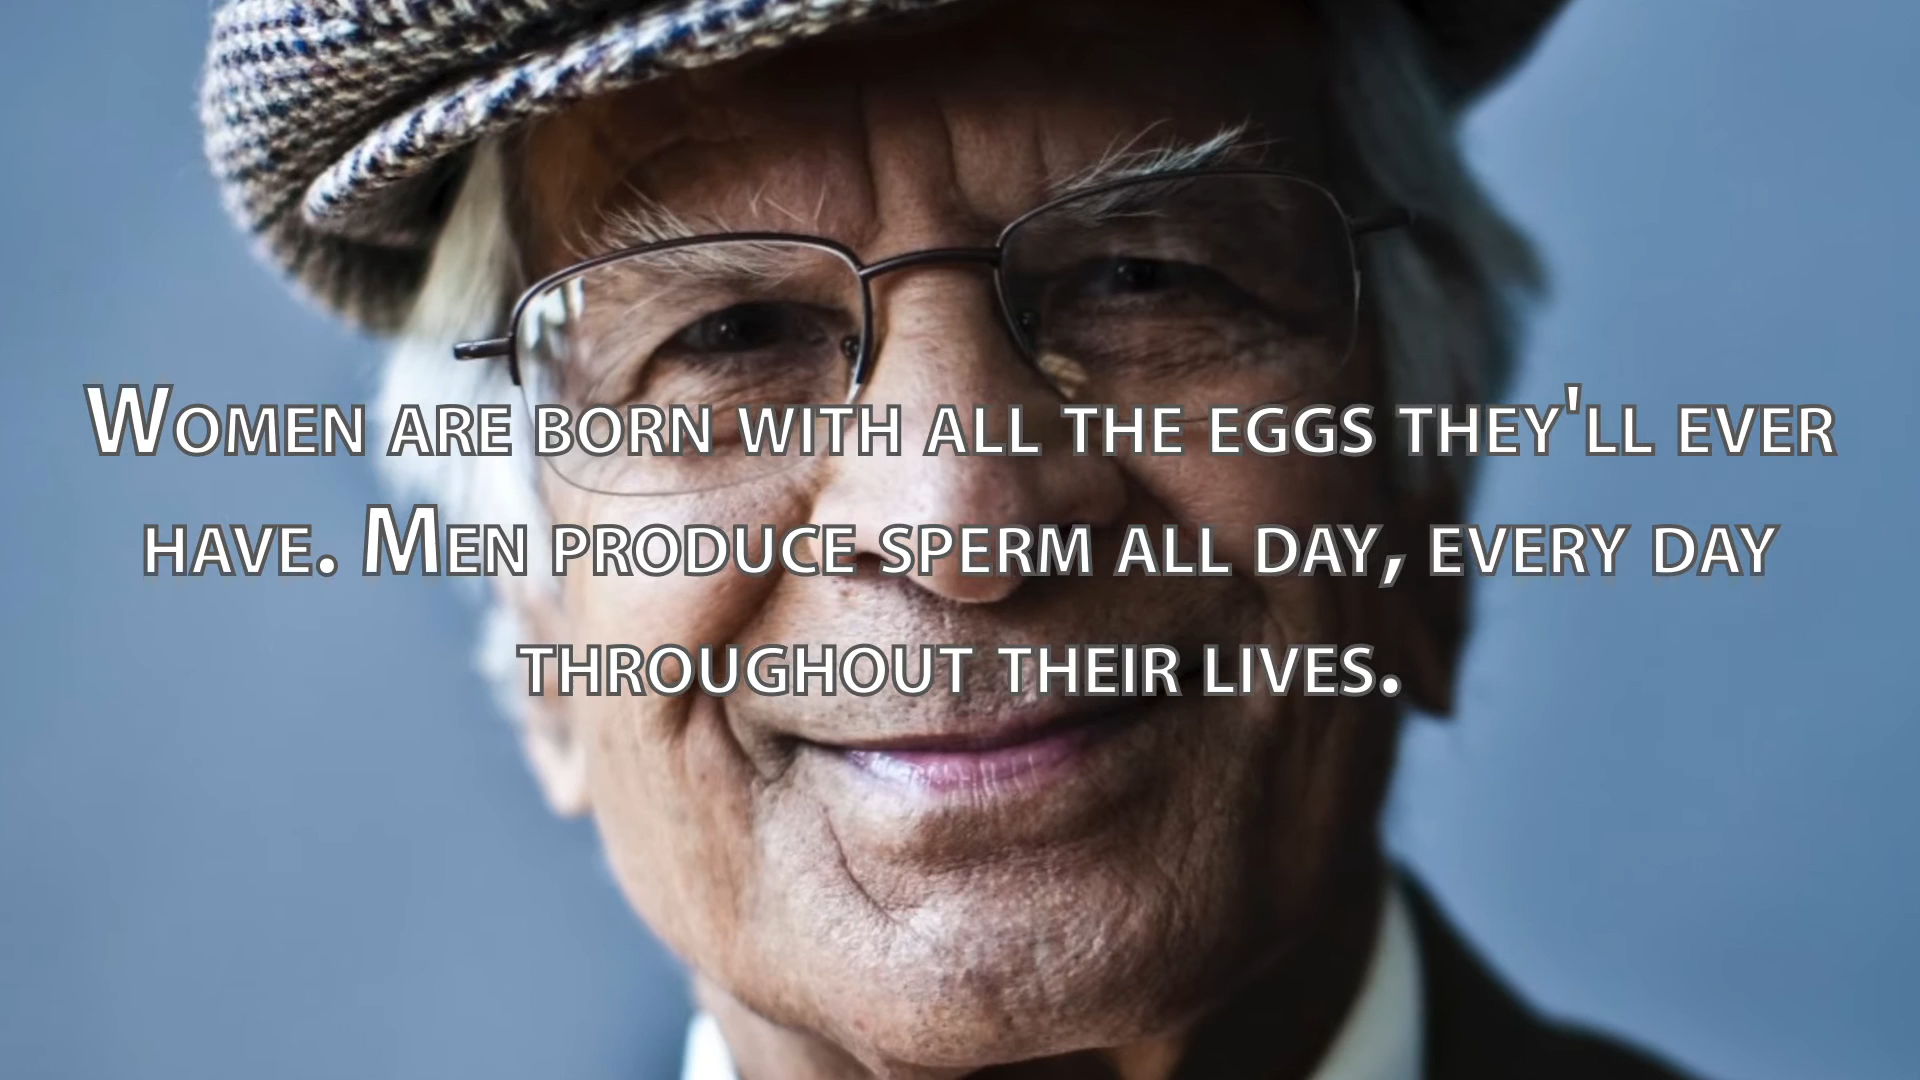 Women are born with all the eggs they'll ever
have. Men produce sperm all day, every day
throughout their lives.